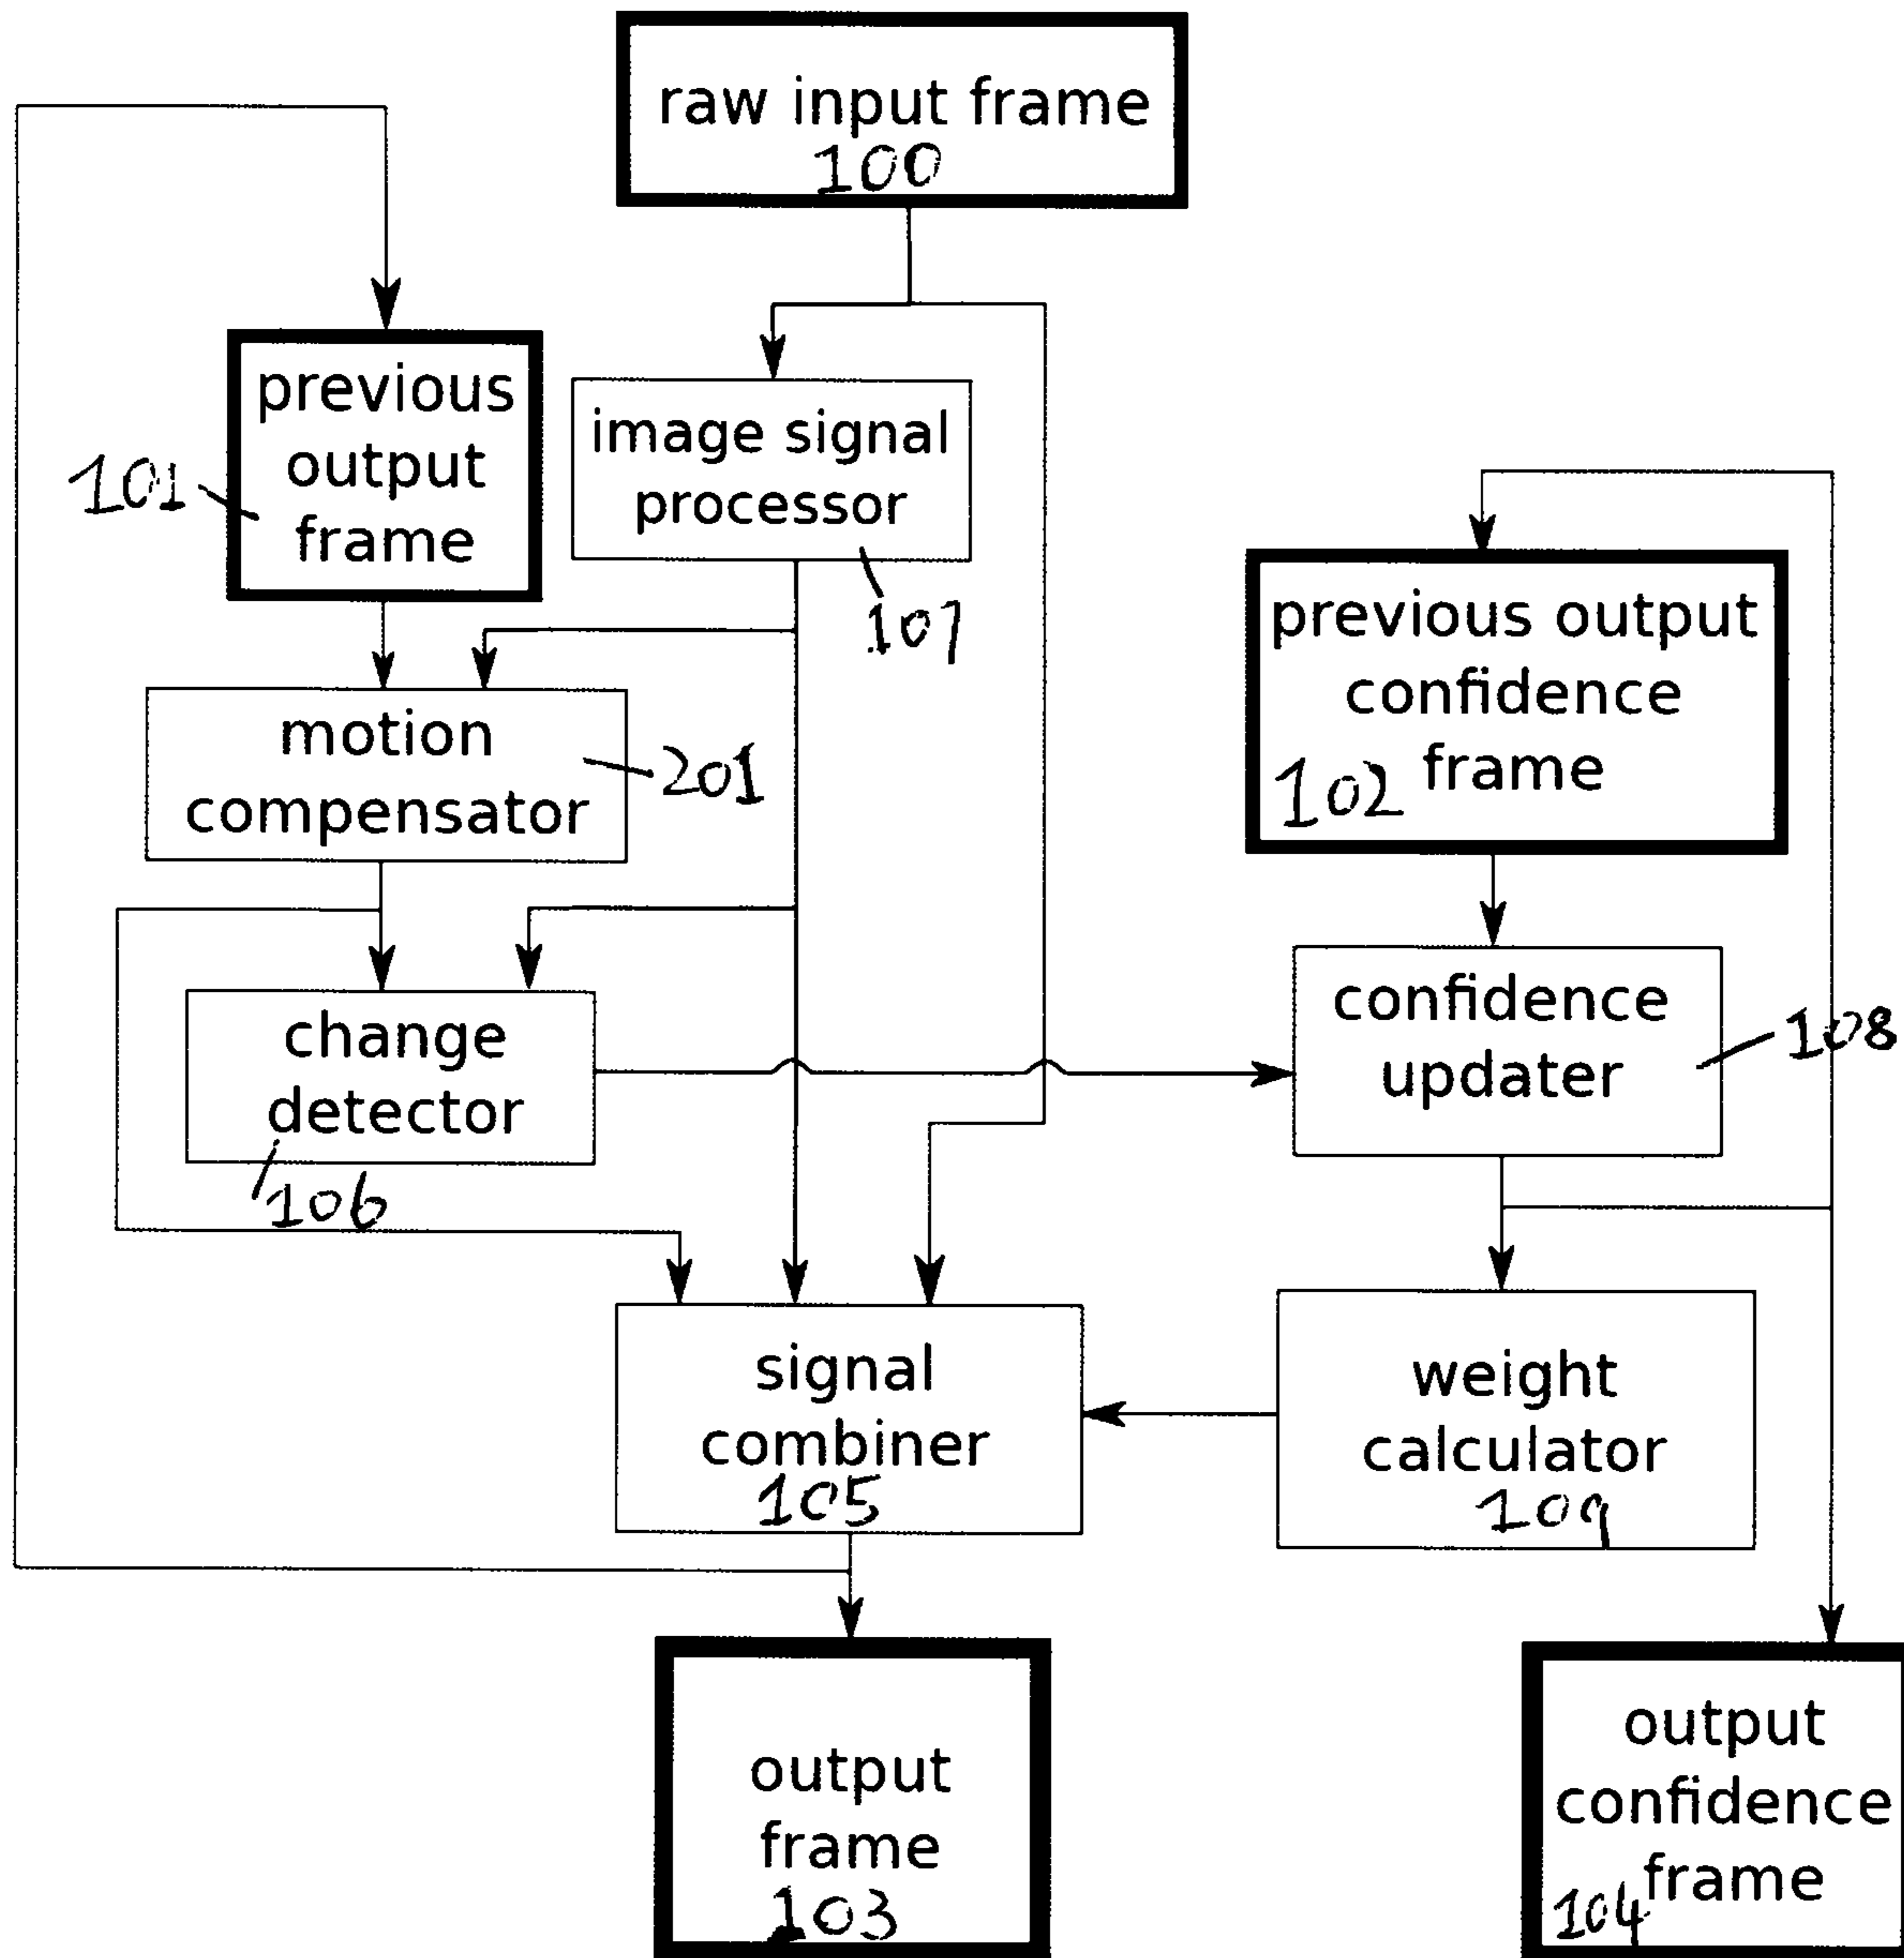 raw input frame
100
previous
output
frame
101
image signal
processor
107
previous output
confidence
frame
102
motion
compensator
201
change
detector
106
confidence
updater
108
signal
combiner
105
weight
calculator
109
output
frame
103
output
confidence
frame
104